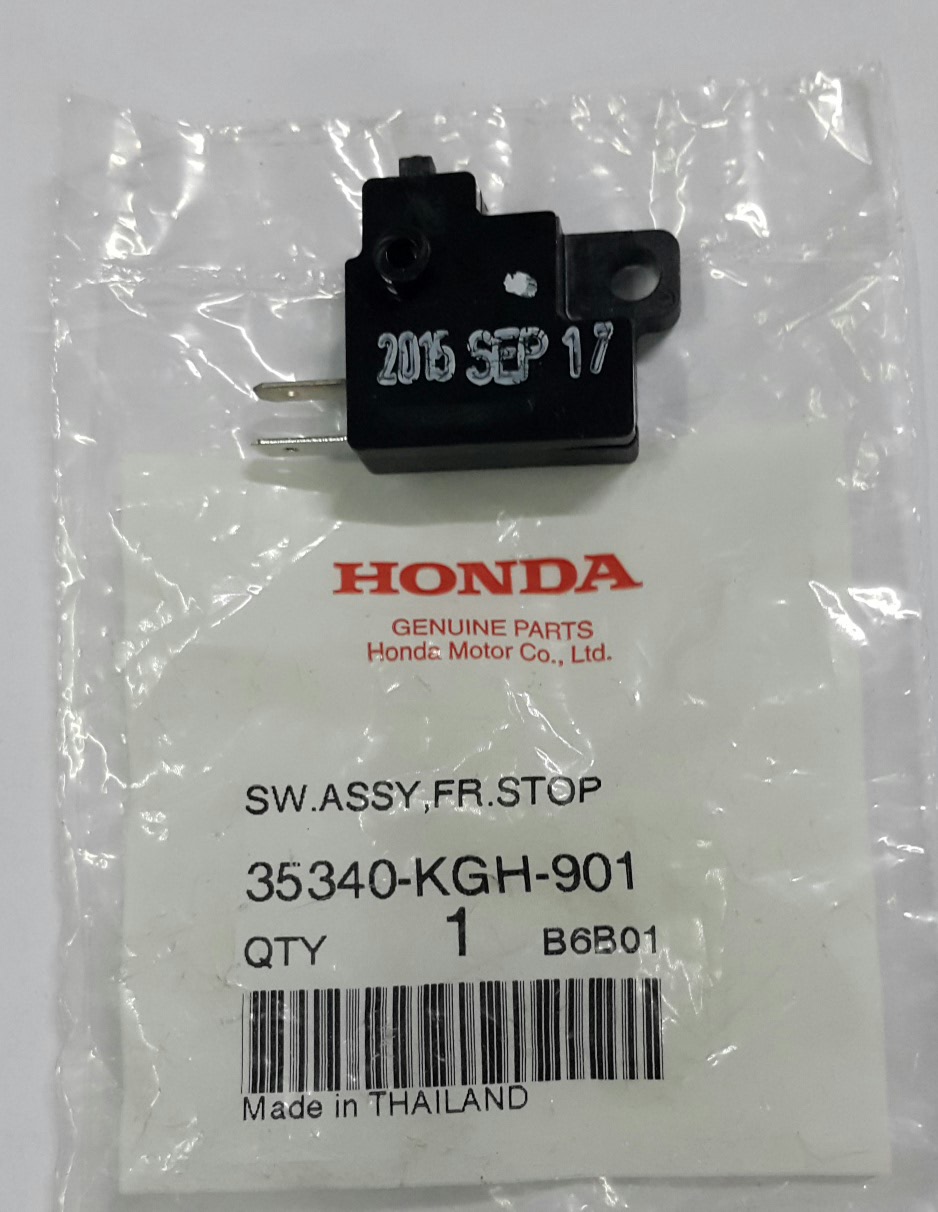 2015 SEP 17
HONDA
GENUINE PARTS
Honda Motor Co., Ltd.
SW.ASSY,FR.STOP
35340-KGH-901
QTY 1 B6B01
Made in THAILAND